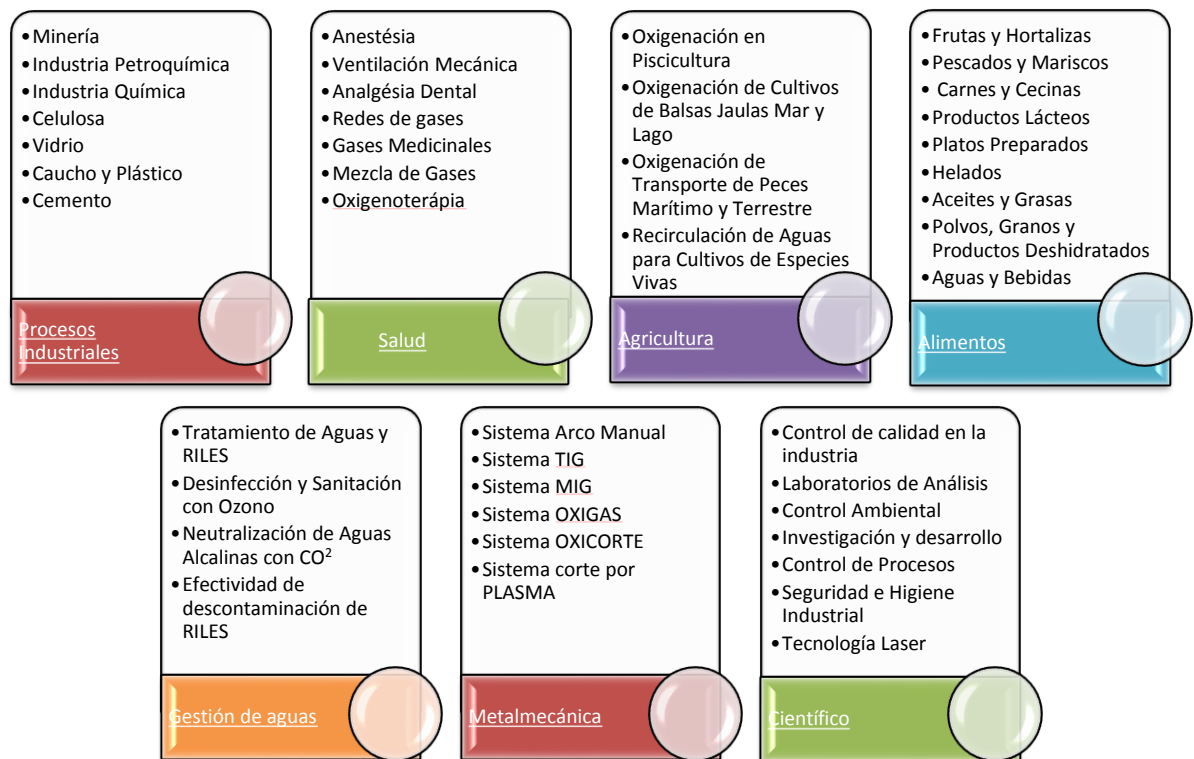 •Minería
•Industria Petroquímica
•Industria Química
•Celulosa
•Vidrio
•Caucho y Plástico
•Cemento
Procesos
Industriales
•Anestésia
•Ventilación Mecánica
•Analgésia Dental
•Redes de gases
•Gases Medicinales
•Mezcla de Gases
•Oxigenoterápia
Salud
•Oxigenación en
Piscicultura
•Oxigenación de Cultivos
de Balsas Jaulas Mar y
Lago
•Oxigenación de
Transporte de Peces
Marítimo y Terrestre
•Recirculación de Aguas
para Cultivos de Especies
Vivas
Agricultura
•Frutas y Hortalizas
•Pescados y Mariscos
• Carnes y Cecinas
•Productos Lácteos
•Platos Preparados
•Helados
•Aceites y Grasas
•Polvos, Granos y
Productos Deshidratados
•Aguas y Bebidas
Alimentos
•Tratamiento de Aguas y
RILES
•Desinfección y Sanitación
con Ozono
•Neutralización de Aguas
Alcalinas con CO²
•Efectividad de
descontaminación de
RILES
Gestión de aguas
•Sistema Arco Manual
•Sistema TIG
•Sistema MIG
•Sistema OXIGAS
•Sistema OXICORTE
•Sistema corte por
PLASMA
Metalmecánica
•Control de calidad en la
industria
•Laboratorios de Análisis
•Control Ambiental
•Investigación y desarrollo
•Control de Procesos
•Seguridad e Higiene
Industrial
•Tecnología Laser
Científico